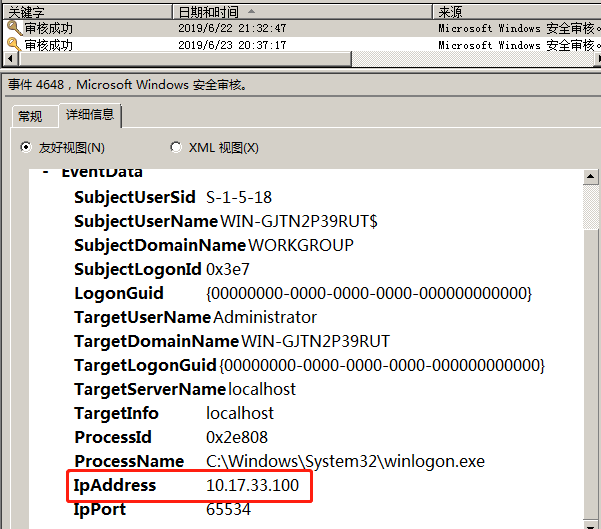 关键字 日期和时间 来源
审核成功 2019/6/22 21:32:47 Microsoft Windows 安全审核。
审核成功 2019/6/23 20:37:17 Microsoft Windows 安全审核。
事件 4648，Microsoft Windows 安全审核。
常规 详细信息
友好视图(N) XML 视图(X)
- EventData
SubjectUserSid S-1-5-18
SubjectUserName WIN-GJTN2P39RUT$
SubjectDomainName WORKGROUP
SubjectLogonId 0x3e7
LogonGuid {00000000-0000-0000-0000-000000000000}
TargetUserName Administrator
TargetDomainName WIN-GJTN2P39RUT
TargetLogonGuid {00000000-0000-0000-0000-000000000000}
TargetServerName localhost
TargetInfo localhost
ProcessId 0x2e808
ProcessName C:\Windows\System32\winlogon.exe
IpAddress 10.17.33.100
IpPort 65534